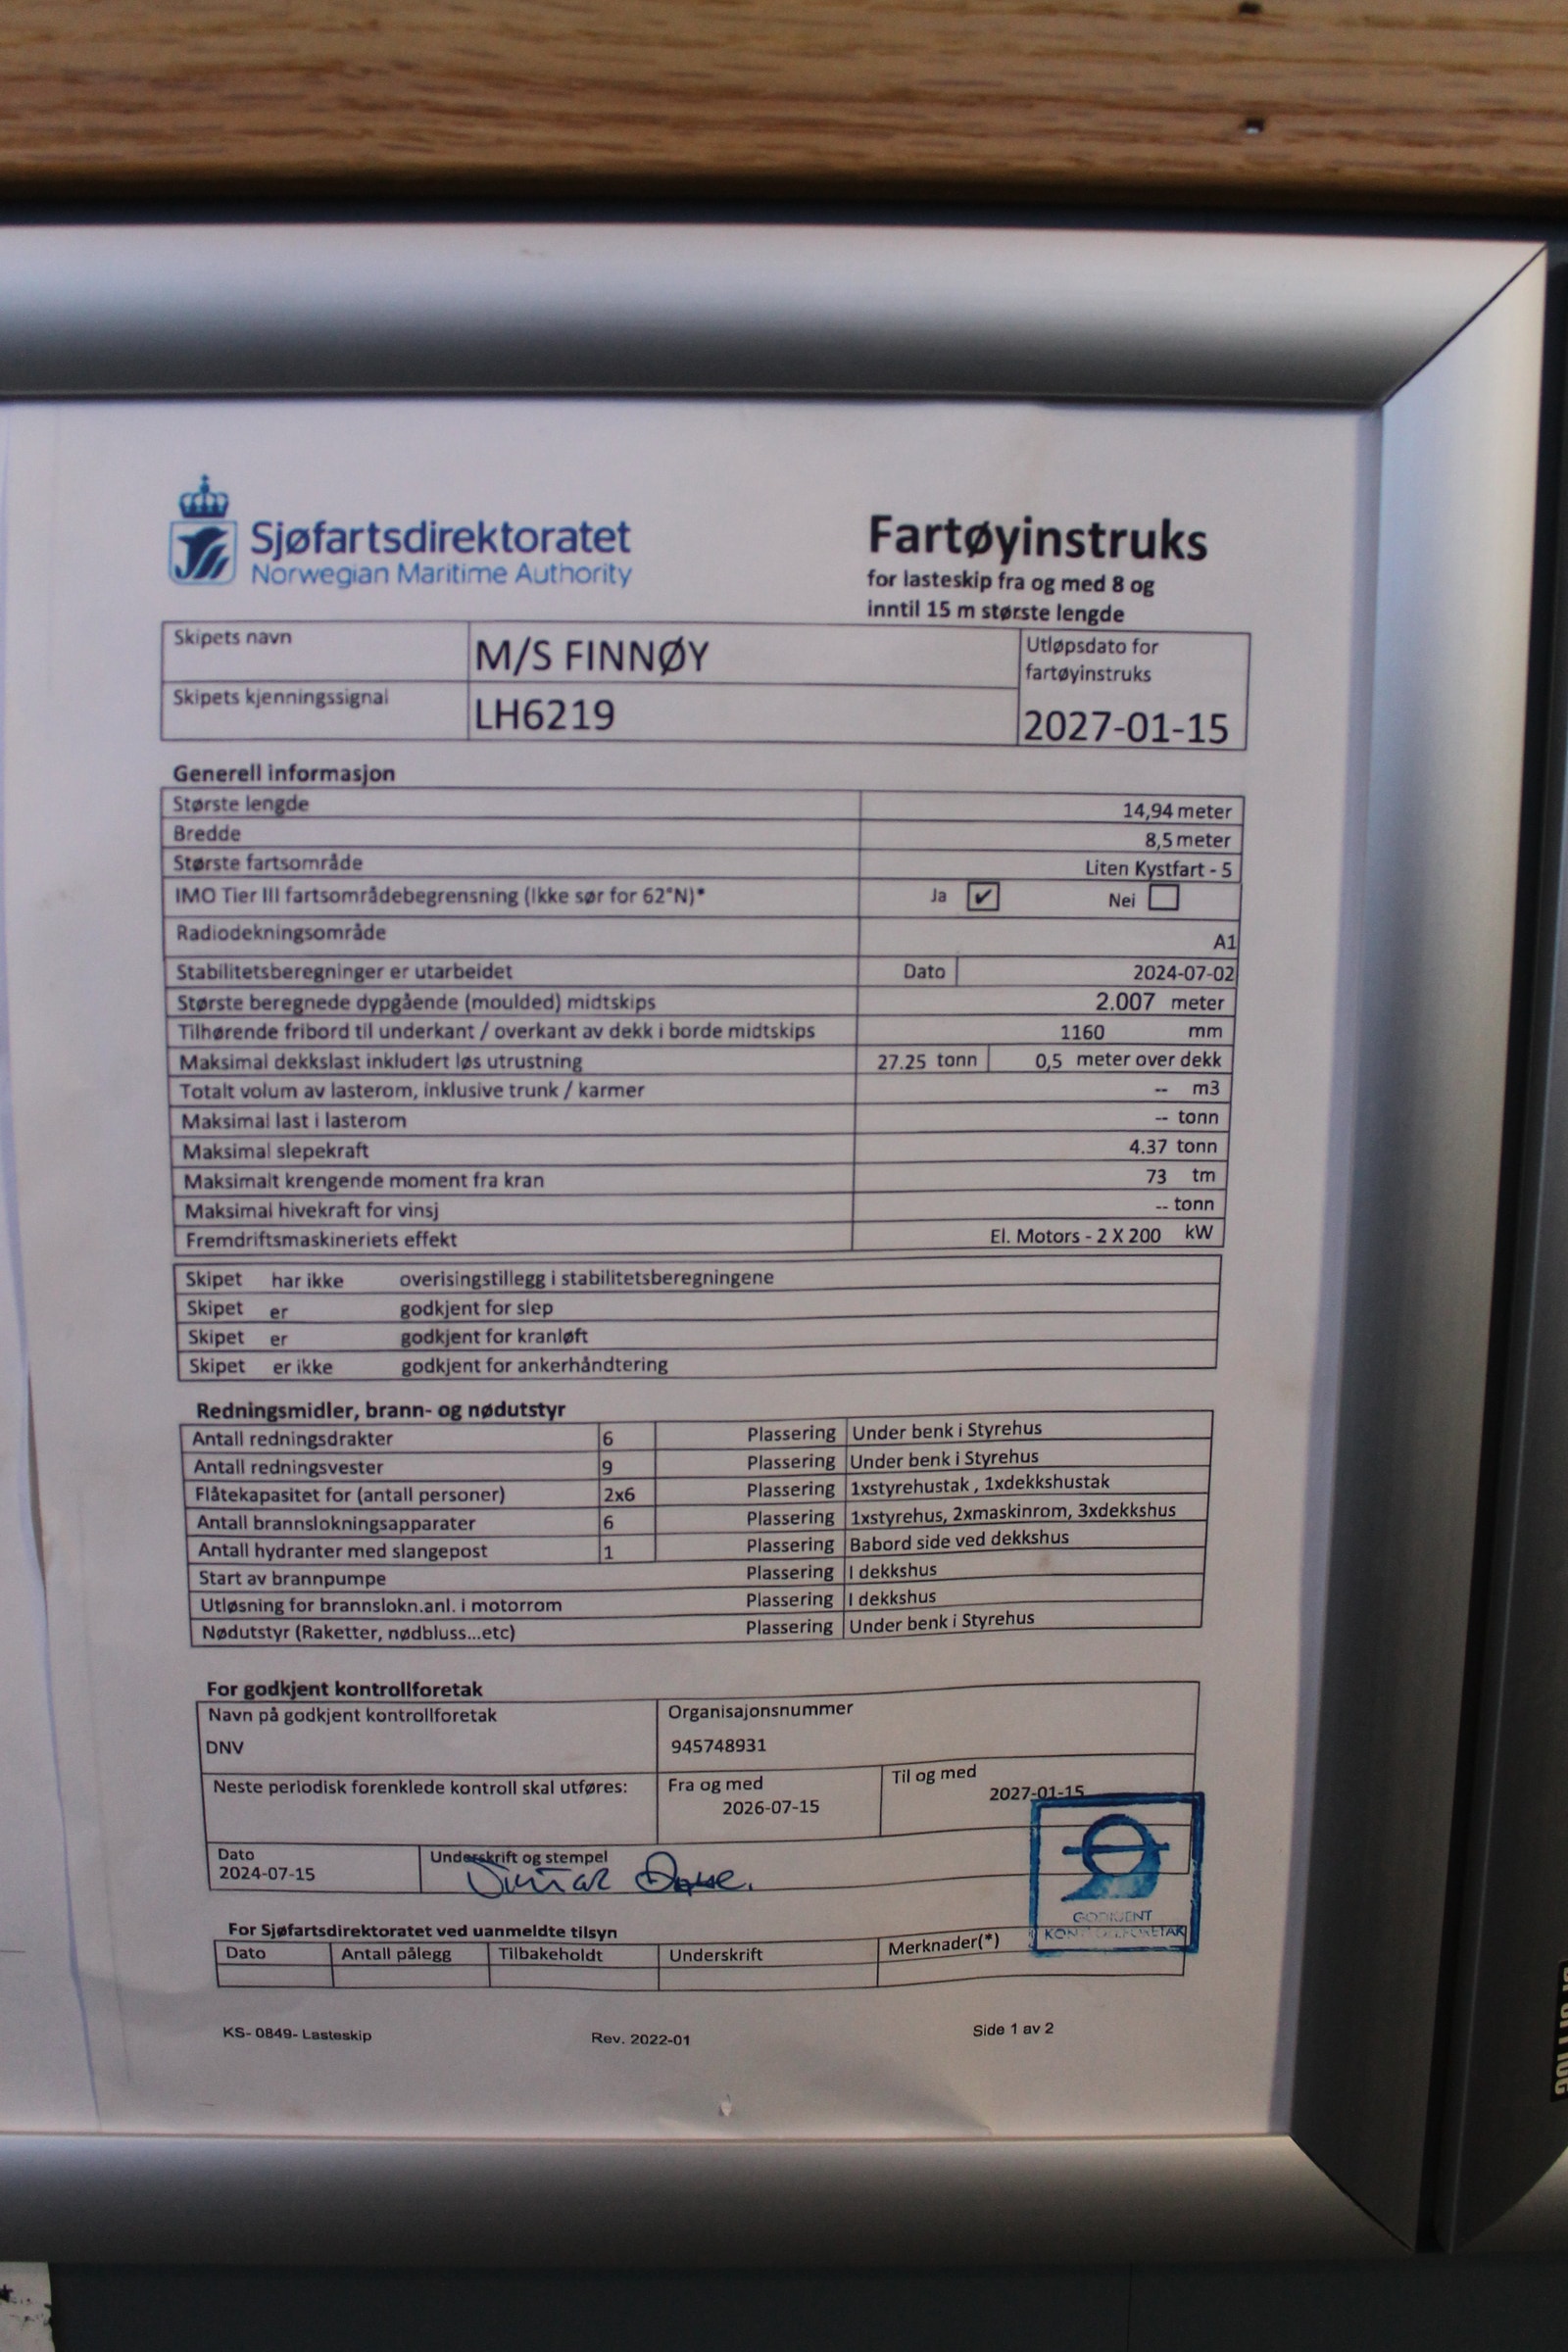 Sjøfartsdirektoratet
Norwegian Maritime Authority
Fartøyinstruks
for lasteskip fra og med 8 og
inntil 15 m største lengde
Skipets navn M/S FINNØY
Skipets kjenningssignal LH6219
Utløpsdato for
fartøyinstruks
2027-01-15
Generell informasjon
Største lengde 14,94 meter
Bredde 8,5 meter
Største fartsområde Liten Kystfart - 5
IMO Tier III fartsområdebegrensning (Ikke sør for 62°N)* Ja ✔ Nei
Radiodekningsområde A1
Stabilitetsberegninger er utarbeidet Dato 2024-07-02
Største beregnede dypgående (moulded) midtskips 2.007 meter
Tilhørende fribord til underkant / overkant av dekk i borde midtskips 1160 mm
Maksimal dekkslast inkludert løs utrustning 27.25 tonn 0,5 meter over dekk
Totalt volum av lasterom, inklusive trunk / karmer -- m3
Maksimal last i lasterom -- tonn
Maksimal slepekraft 4.37 tonn
Maksimalt krengende moment fra kran 73 tm
Maksimal hivekraft for vinsj -- tonn
Fremdriftsmaskineriets effekt El. Motors - 2 X 200 kW
Skipet har ikke overisingstillegg i stabilitetsberegningene
Skipet er godkjent for slep
Skipet er godkjent for kranløft
Skipet er ikke godkjent for ankerhåndtering
Redningsmidler, brann- og nødutstyr
Antall redningsdrakter 6 Plassering Under benk i Styrehus
Antall redningsvester 9 Plassering Under benk i Styrehus
Flåtekapasitet for (antall personer) 2x6 Plassering 1xstyrehustak , 1xdekkshustak
Antall brannslokningsapparater 6 Plassering 1xstyrehus, 2xmaskinrom, 3xdekkshus
Antall hydranter med slangepost 1 Plassering Babord side ved dekkshus
Start av brannpumpe Plassering I dekkshus
Utløsning for brannslokn.anl. i motorrom Plassering I dekkshus
Nødutstyr (Raketter, nødbluss...etc) Plassering Under benk i Styrehus
For godkjent kontrollforetak
Navn på godkjent kontrollforetak Organisajonsnummer
DNV 945748931
Neste periodisk forenklede kontroll skal utføres: Fra og med Til og med
2026-07-15 2027-01-15
Dato Underskrift og stempel
2024-07-15
GODKJENT
KONTROLLFORETAK
For Sjøfartsdirektoratet ved uanmeldte tilsyn
Dato Antall pålegg Tilbakeholdt Underskrift Merknader(*)
KS- 0849- Lasteskip Rev. 2022-01 Side 1 av 2